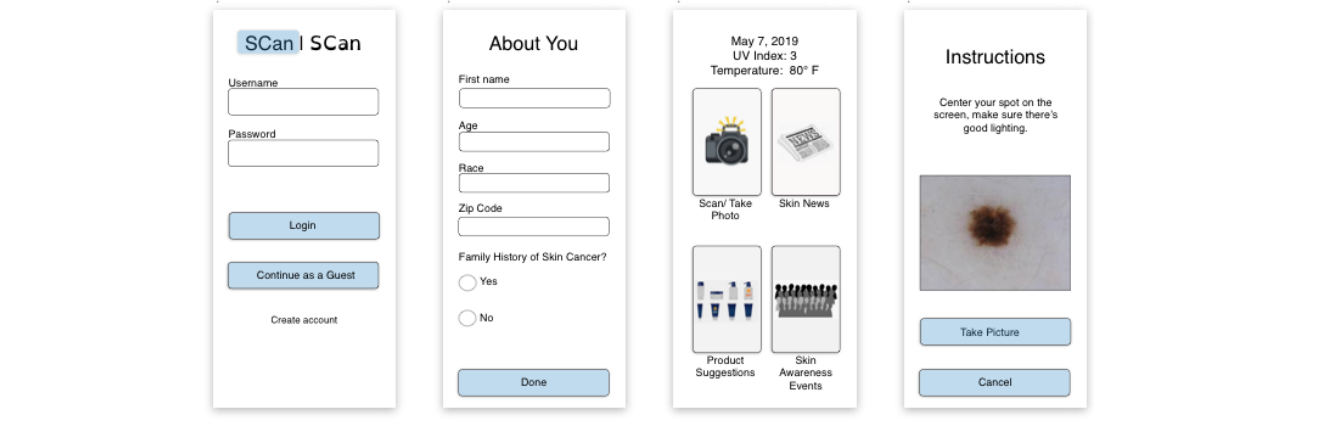 SCan SCan
Username
Password
Login
Continue as a Guest
Create account
About You
First name
Age
Race
Zip Code
Family History of Skin Cancer?
Yes
No
Done
May 7, 2019
UV Index: 3
Temperature: 80° F
NEWS
Scan/ Take
Photo
Skin News
Product
Suggestions
Skin
Awareness
Events
Instructions
Center your spot on the
screen, make sure there's
good lighting.
Take Picture
Cancel